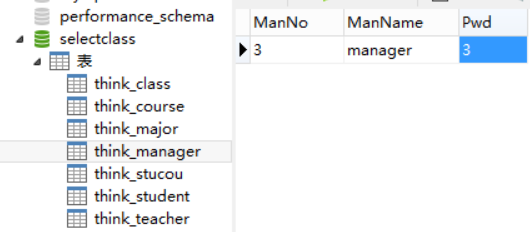 performance_schema
selectclass
表
think_class
think_course
think_major
think_manager
think_stucou
think_student
think_teacher
ManNo ManName Pwd
3 manager 3